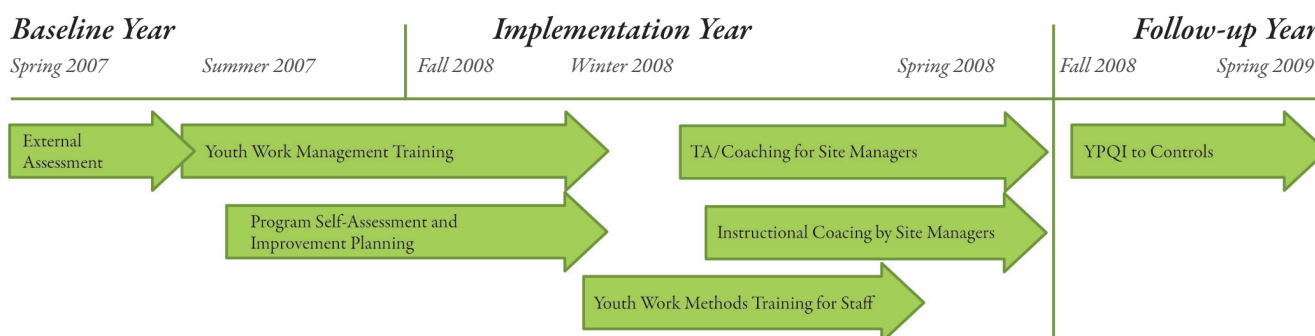 Baseline Year Implementation Year Follow-up Year
Spring 2007 Summer 2007 Fall 2008 Winter 2008 Spring 2008 Fall 2008 Spring 2009
External
Assessment
Youth Work Management Training
TA/Coaching for Site Managers
YPQI to Controls
Program Self-Assessment and
Improvement Planning
Instructional Coacing by Site Managers
Youth Work Methods Training for Staff